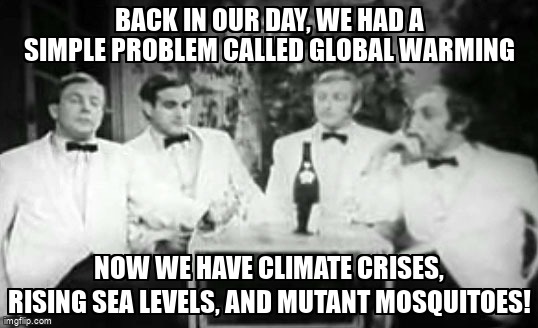 BACK IN OUR DAY, WE HAD A
SIMPLE PROBLEM CALLED GLOBAL WARMING
NOW WE HAVE CLIMATE CRISES,
RISING SEA LEVELS, AND MUTANT MOSQUITOES!
imgflip.com